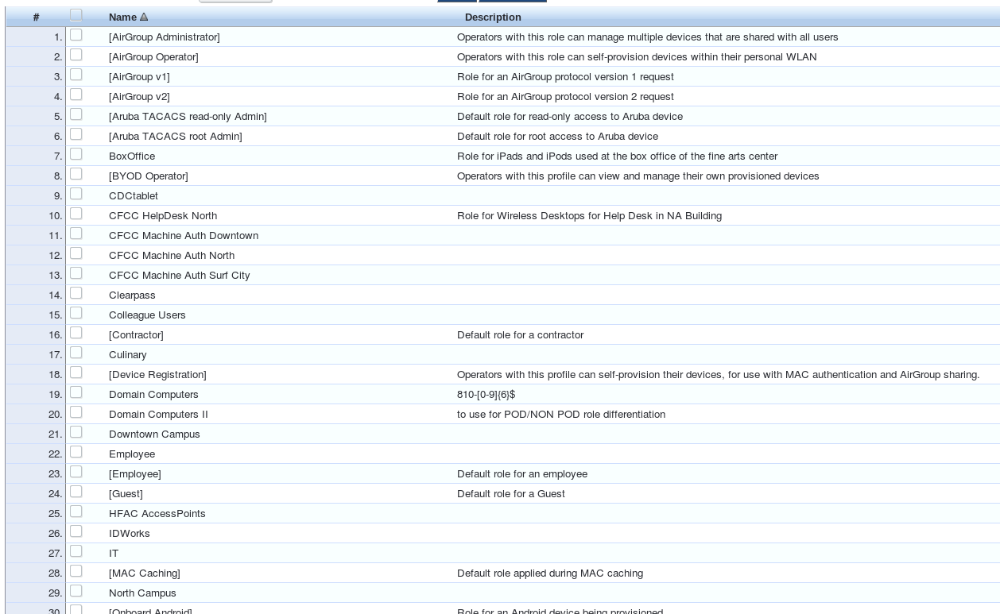 # Name Description
1. [AirGroup Administrator] Operators with this role can manage multiple devices that are shared with all users
2. [AirGroup Operator] Operators with this role can self-provision devices within their personal WLAN
3. [AirGroup v1] Role for an AirGroup protocol version 1 request
4. [AirGroup v2] Role for an AirGroup protocol version 2 request
5. [Aruba TACACS read-only Admin] Default role for read-only access to Aruba device
6. [Aruba TACACS root Admin] Default role for root access to Aruba device
7. BoxOffice Role for iPads and iPods used at the box office of the fine arts center
8. [BYOD Operator] Operators with this profile can view and manage their own provisioned devices
9. CDCtablet
10. CFCC HelpDesk North Role for Wireless Desktops for Help Desk in NA Building
11. CFCC Machine Auth Downtown
12. CFCC Machine Auth North
13. CFCC Machine Auth Surf City
14. Clearpass
15. Colleague Users
16. [Contractor] Default role for a contractor
17. Culinary
18. [Device Registration] Operators with this profile can self-provision their devices, for use with MAC authentication and AirGroup sharing.
19. Domain Computers 810-[0-9]{6}$
20. Domain Computers II to use for POD/NON POD role differentiation
21. Downtown Campus
22. Employee
23. [Employee] Default role for an employee
24. [Guest] Default role for a Guest
25. HFAC AccessPoints
26. IDWorks
27. IT
28. [MAC Caching] Default role applied during MAC caching
29. North Campus
30. [Onboard Android] Role for an Android device being provisioned